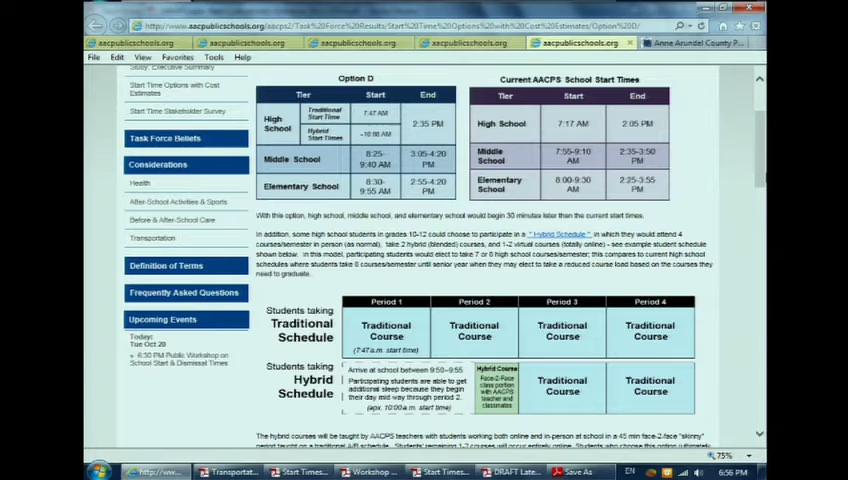 http://www.aacpublicschools.org/aacps2/Task%20Force%20Results/Start%20Time%20Options%20with%20Cost%20Estimates/Option%20D/
aacpublicschools.org
aacpublicschools.org
aacpublicschools.org
aacpublicschools.org
aacpublicschools.org
Anne Arundel County P...
File Edit View Favorites Tools Help
Study, Executive Summary
Start Time Options with Cost
Estimates
Start Time Stakeholder Survey
Task Force Beliefs
Considerations
Health
After-School Activities & Sports
Before & After-School Care
Transportation
Definition of Terms
Frequently Asked Questions
Upcoming Events
Today:
Tue Oct 20
6:30 PM Public Workshop on
School Start & Dismissal Times
Option D
Tier Start End
High
School
Traditional
Start Time
7:47 AM
Hybrid
Start Times
2:35 PM
Middle School
8:25-
9:40 AM
3:05-4:20
PM
Elementary School
8:30-
9:55 AM
2:55-4:20
PM
Current AACPS School Start Times
Tier Start End
High School 7:17 AM 2:05 PM
Middle
School
7:55-9:10
AM
2:35-3:50
PM
Elementary
School
8:00-9:30
AM
2:25-3:55
PM
With this option, high school, middle school, and elementary school would begin 30 minutes later than the current start times.
In addition, some high school students in grades 10-12 could choose to participate in a "Hybrid Schedule", in which they would attend 4
courses/semester in person (as normal), take 2 hybrid (blended) courses, and 1-2 virtual courses (totally online) - see example student schedule
shown below. In this model, participating students would elect to take 7 or 8 high school courses/semester; this compares to current high school
schedules where students take 8 courses/semester until senior year when they may elect to take a reduced course load based on the courses they
need to graduate.
Period 1 Period 2 Period 3 Period 4
Students taking
Traditional
Schedule
Traditional
Course
(7:47a.m. start time)
Traditional
Course
Traditional
Course
Traditional
Course
Students taking
Hybrid
Schedule
Arrive at school between 9:50-9:55
Participating students are able to get
additional sleep because they begin
their day mid way through period 2.
(apx. 10:00a.m. start time)
Hybrid Course
Face-2-Face
class portion
with AACPS
teacher and
classmates
Traditional
Course
Traditional
Course
The hybrid courses will be taught by AACPS teachers with students working both online and in-person at school in a 45 min face-2-face "skinny"
75%
http://ww...
Transportat...
Start Times...
Workshop ...
Start Times...
DRAFT Late...
Save As
EN
6:56 PM